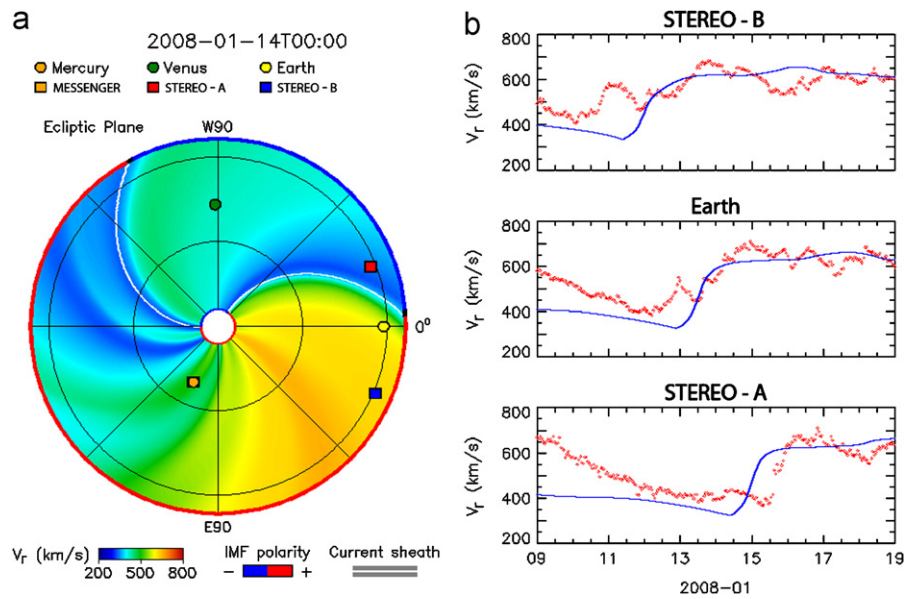 a
2008-01-14T00:00
Mercury Venus Earth
MESSENGER STEREO-A STEREO-B
Ecliptic Plane W90
0°
E90
Vr (km/s)
200 500 800
IMF polarity
- +
Current sheath
b
STEREO - B
800
600
400
200
Vr (km/s)
Earth
800
600
400
200
Vr (km/s)
STEREO - A
800
600
400
200
Vr (km/s)
09 11 13 15 17 19
2008-01